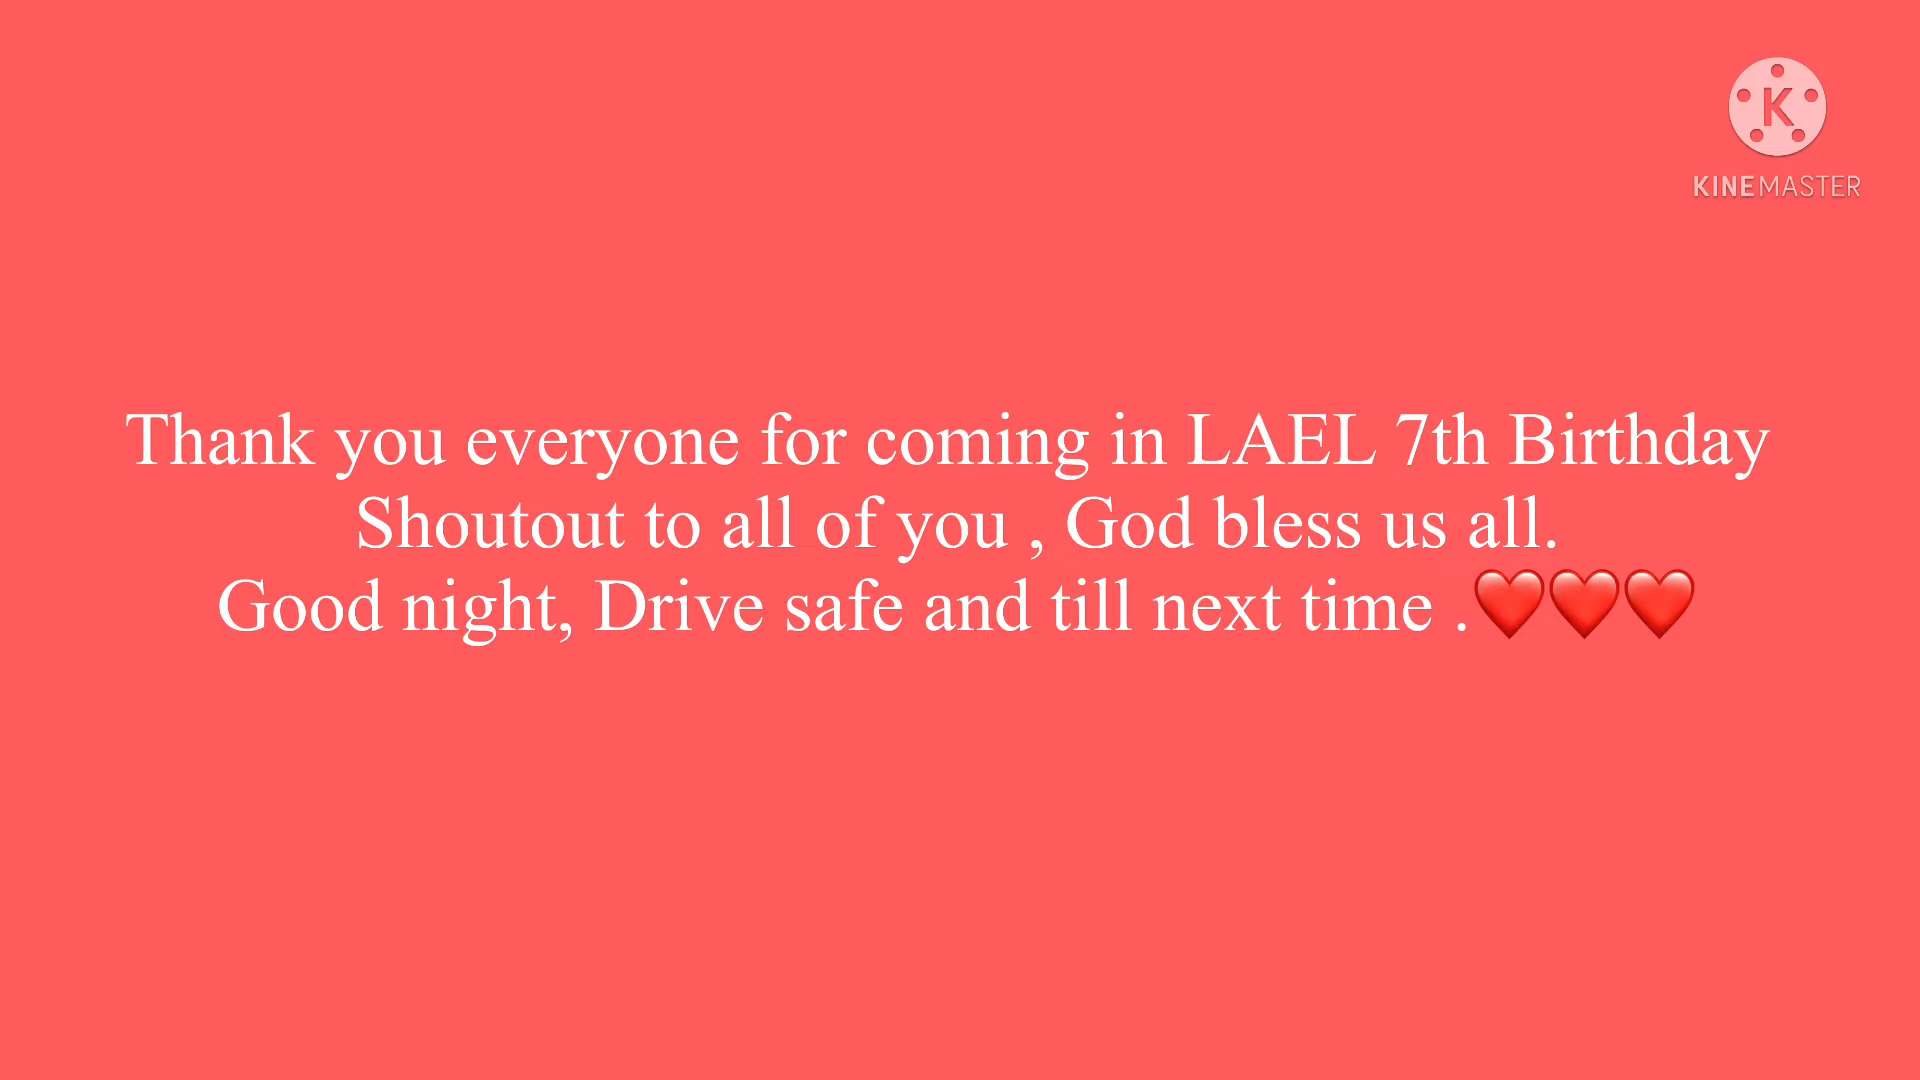 K
KINEMASTER
Thank you everyone for coming in LAEL 7th Birthday
Shoutout to all of you , God bless us all.
Good night, Drive safe and till next time .❤️❤️❤️